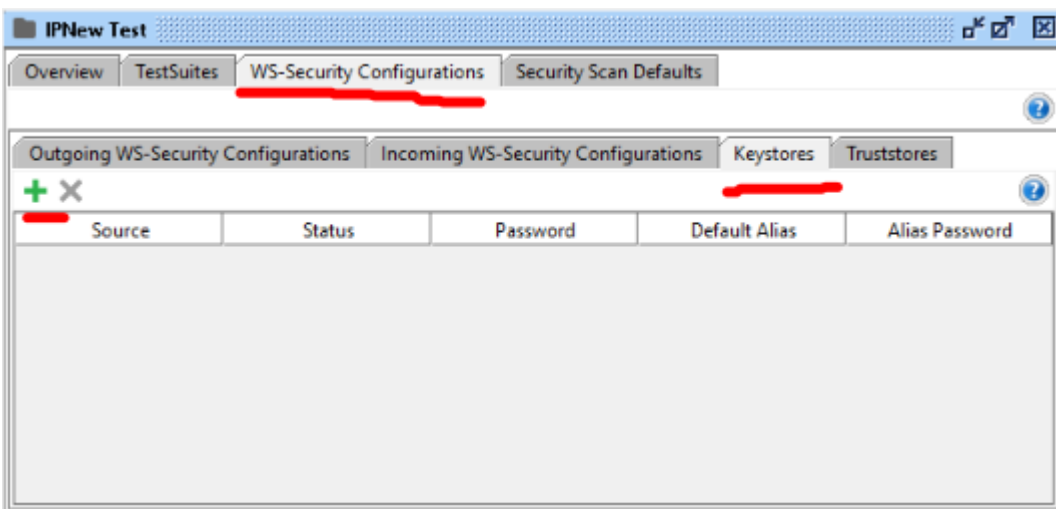 IPNew Test
Overview TestSuites WS-Security Configurations Security Scan Defaults
Outgoing WS-Security Configurations Incoming WS-Security Configurations Keystores Truststores
Source Status Password Default Alias Alias Password